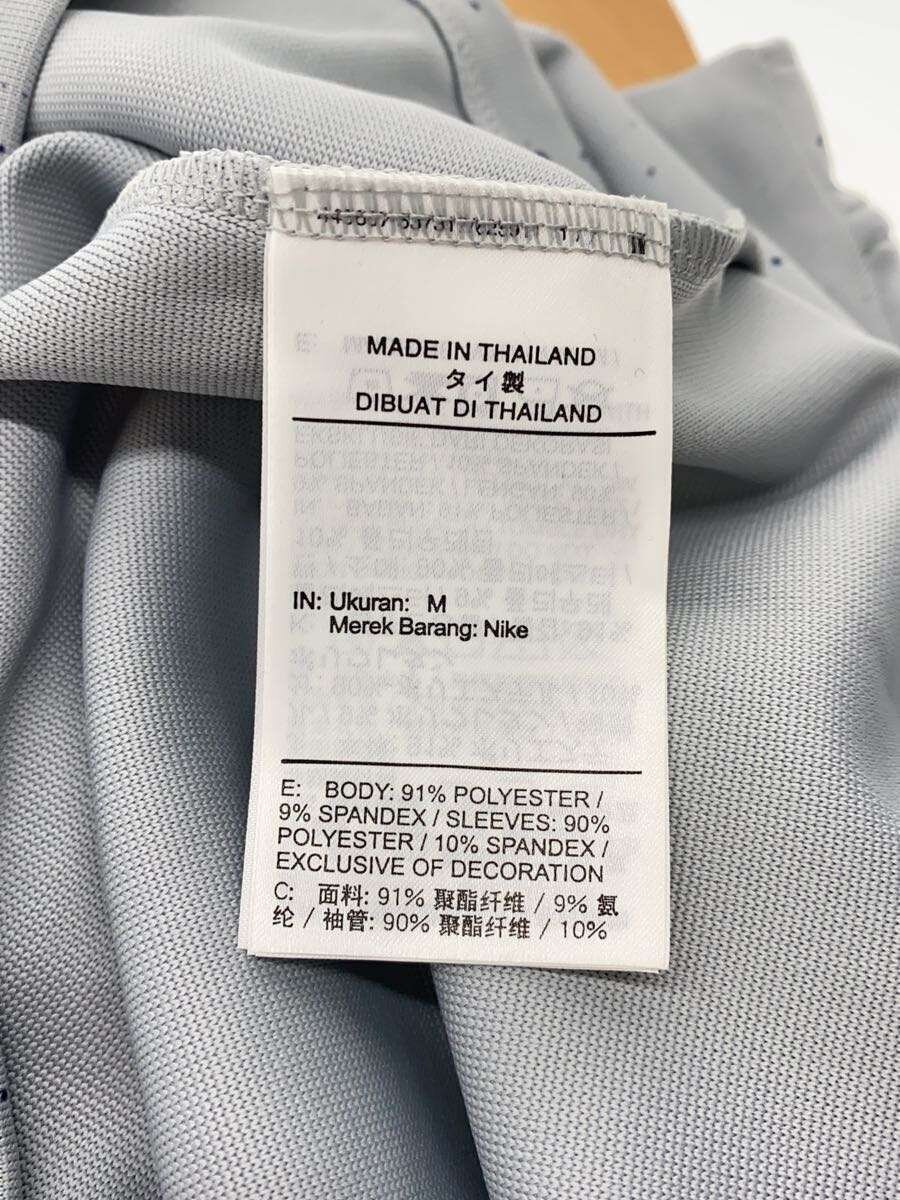 MADE IN THAILAND
タイ製
DIBUAT DI THAILAND
IN: Ukuran: M
Merek Barang: Nike
E: BODY: 91% POLYESTER /
9% SPANDEX / SLEEVES: 90%
POLYESTER / 10% SPANDEX /
EXCLUSIVE OF DECORATION
C: 面料: 91% 聚酯纤维 / 9% 氨
纶 / 袖管: 90% 聚酯纤维 / 10%